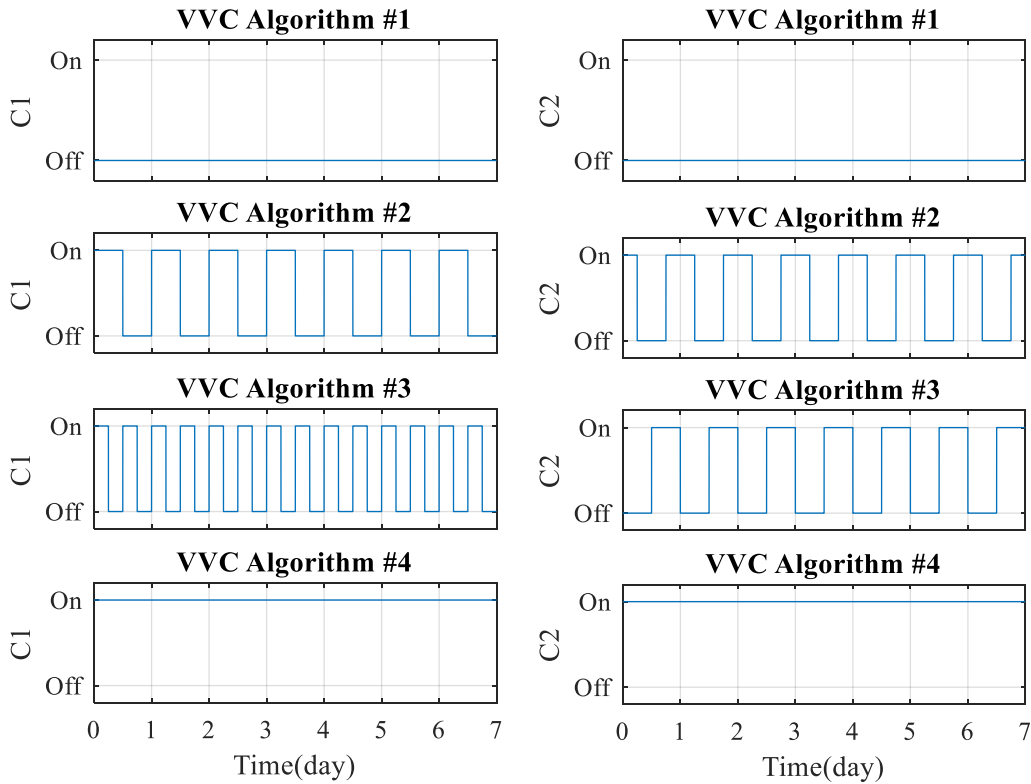 VVC Algorithm #1
On
C1
Off
VVC Algorithm #2
On
C1
Off
VVC Algorithm #3
On
C1
Off
VVC Algorithm #4
On
C1
Off
0 1 2 3 4 5 6 7
Time(day)
VVC Algorithm #1
On
C2
Off
VVC Algorithm #2
On
C2
Off
VVC Algorithm #3
On
C2
Off
VVC Algorithm #4
On
C2
Off
0 1 2 3 4 5 6 7
Time(day)